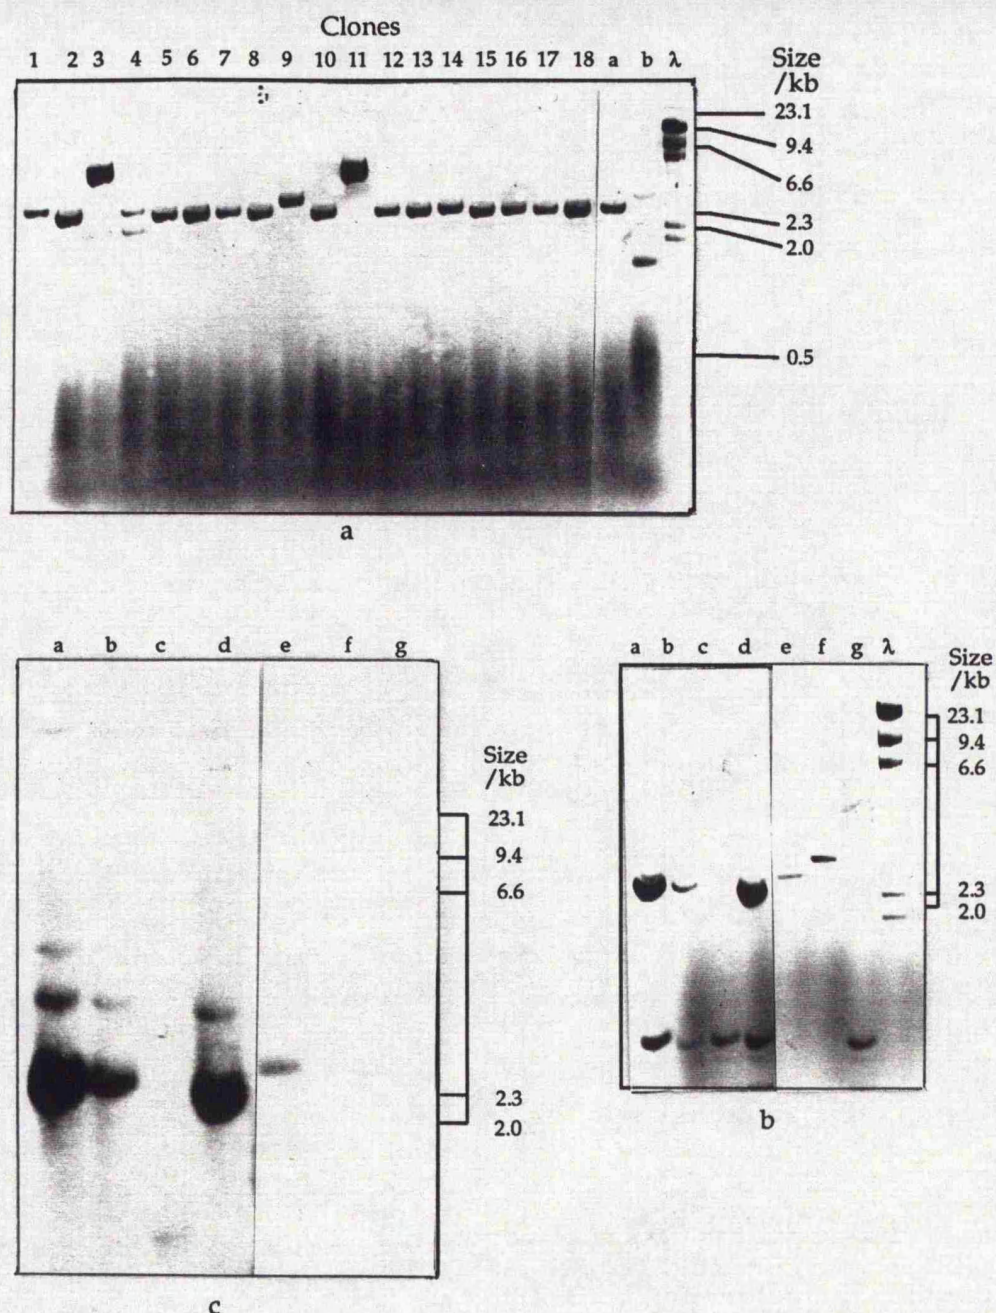 Clones
1 2 3 4 5 6 7 8 9 10 11 12 13 14 15 16 17 18 a b λ
Size
/kb
23.1
9.4
6.6
2.3
2.0
0.5
a
a b c d e f g
Size
/kb
23.1
9.4
6.6
2.3
2.0
c
a b c d e f g λ
Size
/kb
23.1
9.4
6.6
2.3
2.0
b